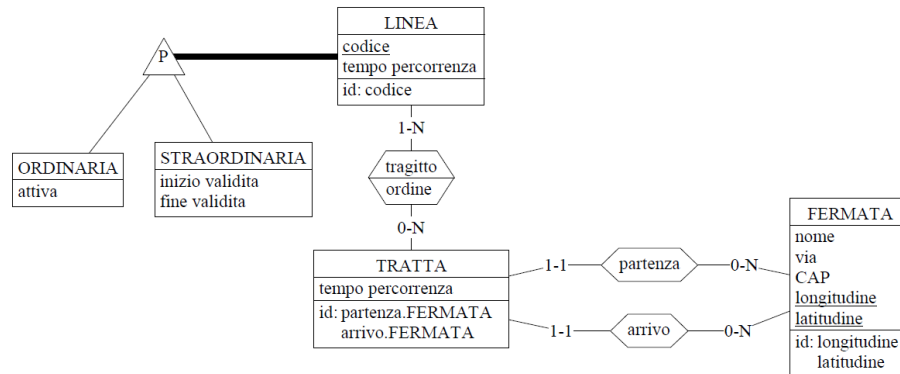 LINEA
codice
tempo percorrenza
id: codice
P
ORDINARIA
attiva
STRAORDINARIA
inizio validita
fine validita
1-N
tragitto
ordine
0-N
TRATTA
tempo percorrenza
id: partenza.FERMATA
arrivo.FERMATA
1-1
partenza
0-N
1-1
arrivo
0-N
FERMATA
nome
via
CAP
longitudine
latitudine
id: longitudine
latitudine